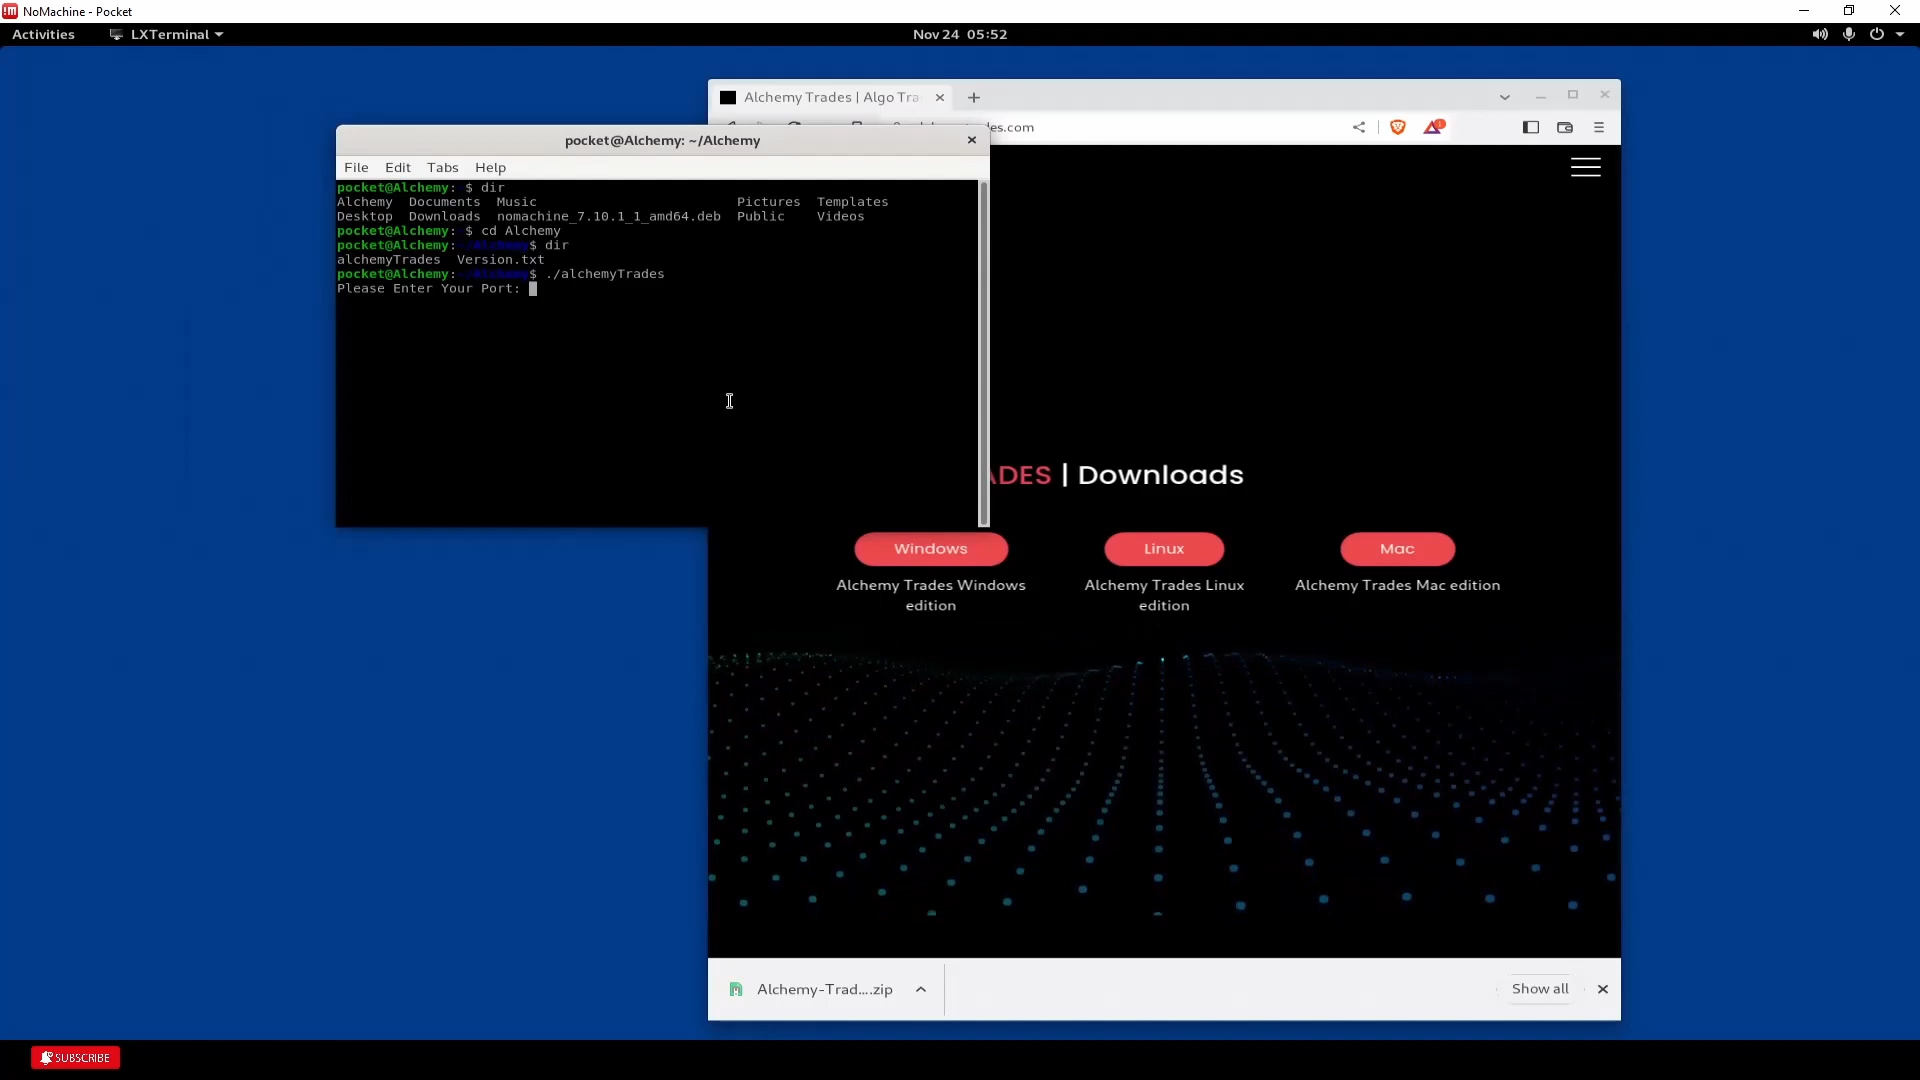 NoMachine - Pocket
Activities LXTerminal Nov 24 05:52
Alchemy Trades | Algo Tra
des.com
pocket@Alchemy: ~/Alchemy
File Edit Tabs Help
pocket@Alchemy: $ dir
Alchemy Documents Music Pictures Templates
Desktop Downloads nomachine_7.10.1_1_amd64.deb Public Videos
pocket@Alchemy: $ cd Alchemy
pocket@Alchemy:~/Alchemy$ dir
alchemyTrades Version.txt
pocket@Alchemy:~/Alchemy$ ./alchemyTrades
Please Enter Your Port:
ADES | Downloads
Windows Linux Mac
Alchemy Trades Windows edition
Alchemy Trades Linux edition
Alchemy Trades Mac edition
Alchemy-Trad....zip
Show all
SUBSCRIBE